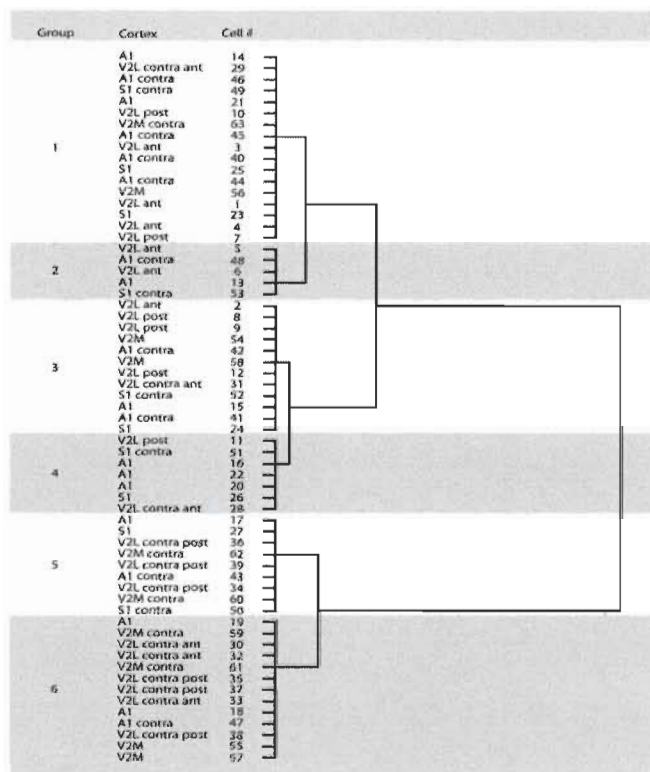 Group Cortex Cell #
A1 14
V2L contra ant 29
A1 contra 46
S1 contra 49
A1 21
V2L post 10
V2M contra 63
A1 contra 45
V2L ant 3
1 A1 contra 40
S1 25
A1 contra 44
V2M 56
V2L ant 1
S1 23
V2L ant 4
V2L post 7
V2L ant 5
A1 contra 48
2 V2L ant 6
A1 13
S1 contra 53
V2L ant 2
V2L post 8
V2L post 9
V2M 54
A1 contra 42
3 V2M 58
V2L post 12
V2L contra ant 31
S1 contra 52
A1 15
A1 contra 41
S1 24
V2L post 11
S1 contra 51
A1 16
4 A1 22
A1 20
S1 26
V2L contra ant 28
A1 17
S1 27
V2L contra post 36
V2M contra 62
5 V2L contra post 39
A1 contra 43
V2L contra post 34
V2M contra 60
S1 contra 50
A1 19
V2M contra 59
V2L contra ant 30
V2L contra ant 32
V2M contra 61
V2L contra post 35
6 V2L contra post 37
V2L contra ant 33
A1 18
A1 contra 47
V2L contra post 38
V2M 55
V2M 57